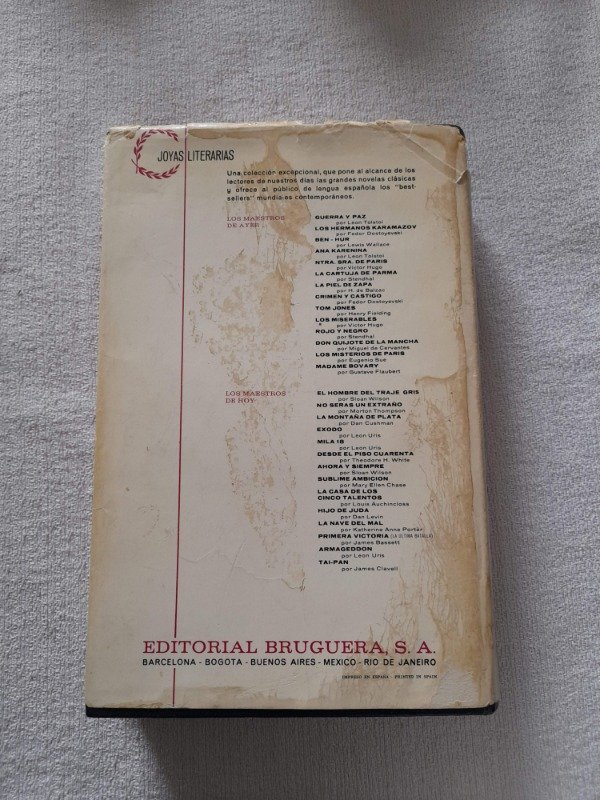 JOYAS LITERARIAS
Una colección excepcional, que pone al alcance de los
lectores de nuestros días las grandes novelas clásicas
y ofrece al público de lengua española los "best-
sellers" mundiales contemporáneos.
LOS MAESTROS
DE AYER
GUERRA Y PAZ
por León Tolstoi
LOS HERMANOS KARAMAZOV
por Fedor Dostoyevski
BEN - HUR
por Lewis Wallace
ANA KARENINA
por León Tolstoi
NTRA. SRA. DE PARIS
por Víctor Hugo
LA CARTUJA DE PARMA
por Stendhal
LA PIEL DE ZAPA
por H. de Balzac
CRIMEN Y CASTIGO
por Fedor Dostoyevski
TOM JONES
por Henry Fielding
LOS MISERABLES
por Víctor Hugo
ROJO Y NEGRO
por Stendhal
DON QUIJOTE DE LA MANCHA
por Miguel de Cervantes
LOS MISTERIOS DE PARIS
por Eugenio Sue
MADAME BOVARY
por Gustavo Flaubert
LOS MAESTROS
DE HOY
EL HOMBRE DEL TRAJE GRIS
por Sloan Wilson
NO SERAS UN EXTRAÑO
por Morton Thompson
LA MONTAÑA DE PLATA
por Dan Cushman
EXODO
por Leon Uris
MILA 18
por Leon Uris
DESDE EL PISO CUARENTA
por Theodore H. White
AHORA Y SIEMPRE
por Sloan Wilson
SUBLIME AMBICION
por Mary Ellen Chase
LA CASA DE LOS
CINCO TALENTOS
por Louis Auchincloss
HIJO DE JUDA
por Dan Levin
LA NAVE DEL MAL
por Katherine Anne Porter
PRIMERA VICTORIA (LA ULTIMA BATALLA)
por James Bassett
ARMAGEDDON
por Leon Uris
TAI-PAN
por James Clavell
EDITORIAL BRUGUERA, S. A.
BARCELONA - BOGOTA - BUENOS AIRES - MEXICO - RIO DE JANEIRO
IMPRESO EN ESPAÑA - PRINTED IN SPAIN